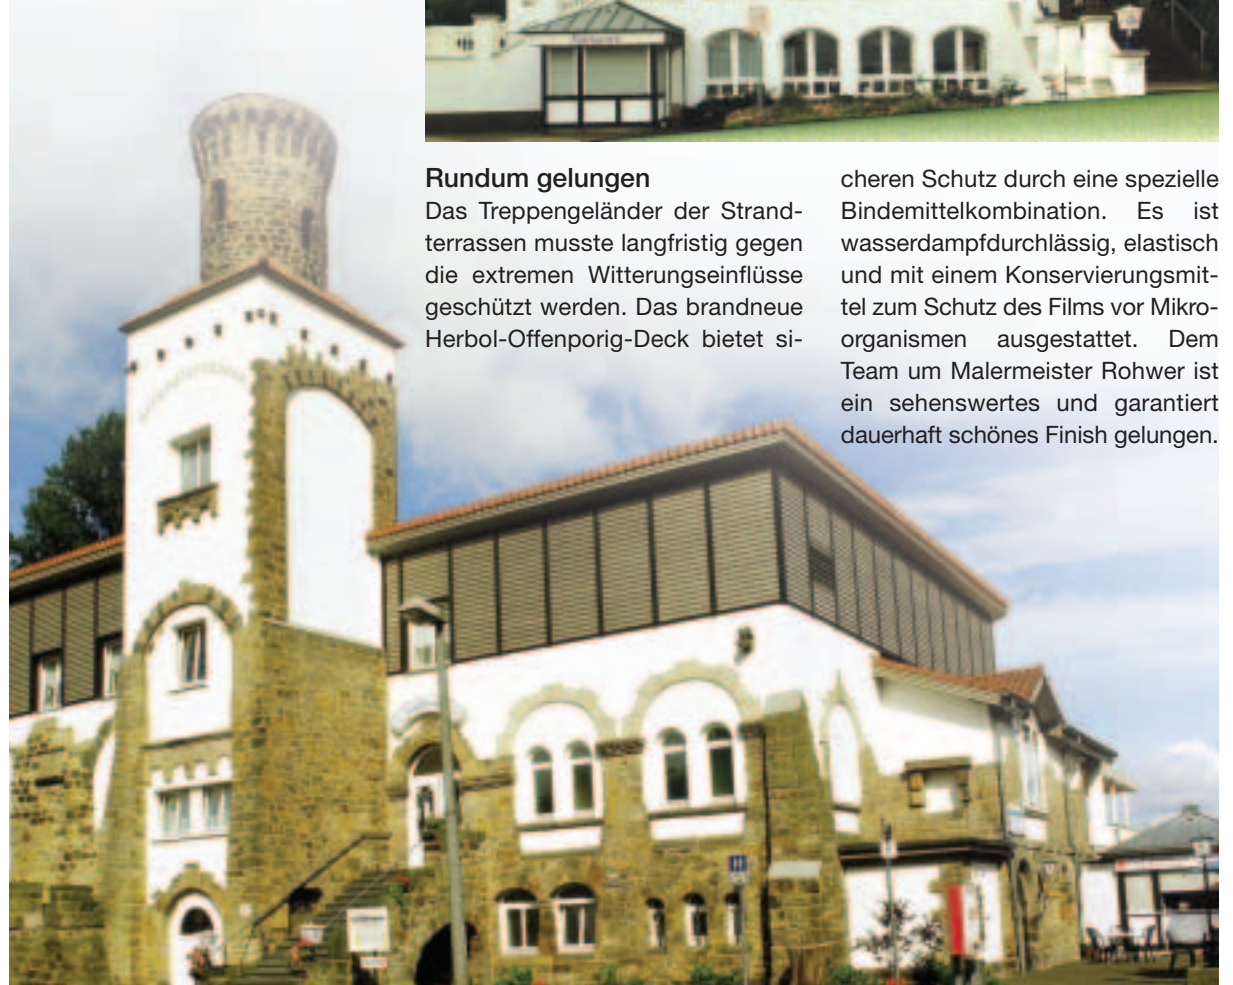 Rundum gelungen
Das Treppengeländer der Strand-
terrassen musste langfristig gegen
die extremen Witterungseinflüsse
geschützt werden. Das brandneue
Herbol-Offenporig-Deck bietet si-
cheren Schutz durch eine spezielle
Bindemittelkombination. Es ist
wasserdampfdurchlässig, elastisch
und mit einem Konservierungsmit-
tel zum Schutz des Films vor Mikro-
organismen ausgestattet. Dem
Team um Malermeister Rohwer ist
ein sehenswertes und garantiert
dauerhaft schönes Finish gelungen.